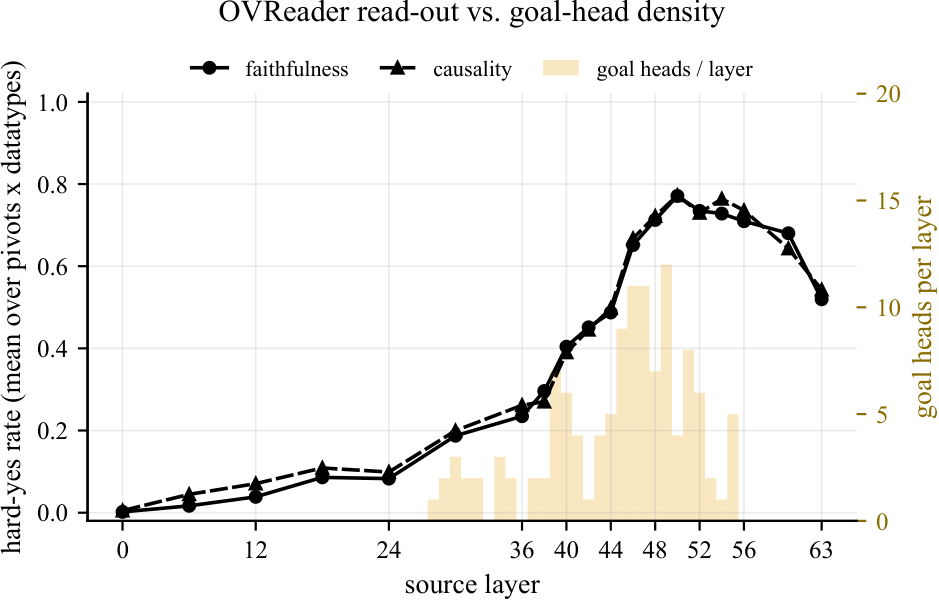 OVReader read-out vs. goal-head density
faithfulness
causality
goal heads / layer
hard-yes rate (mean over pivots x datatypes)
1.0
0.8
0.6
0.4
0.2
0.0
20
15
10
5
0
goal heads per layer
0 12 24 36 40 44 48 52 56 63
source layer